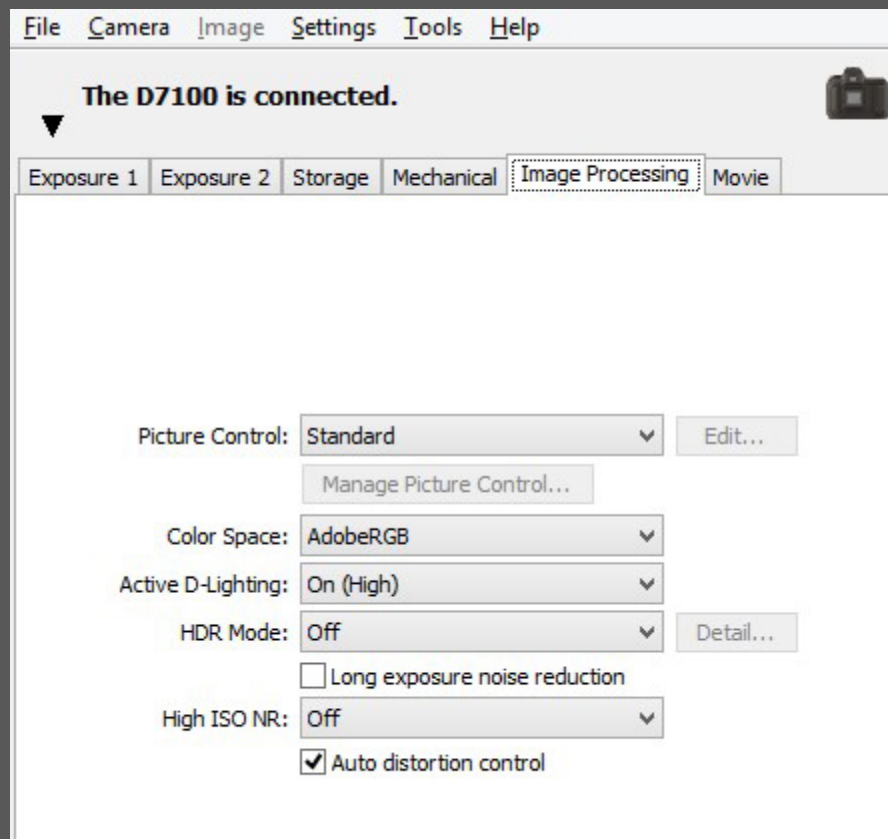 File Camera Image Settings Tools Help
The D7100 is connected.
Exposure 1 Exposure 2 Storage Mechanical Image Processing Movie
Picture Control: Standard Edit...
Manage Picture Control...
Color Space: AdobeRGB
Active D-Lighting: On (High)
HDR Mode: Off Detail...
Long exposure noise reduction
High ISO NR: Off
Auto distortion control